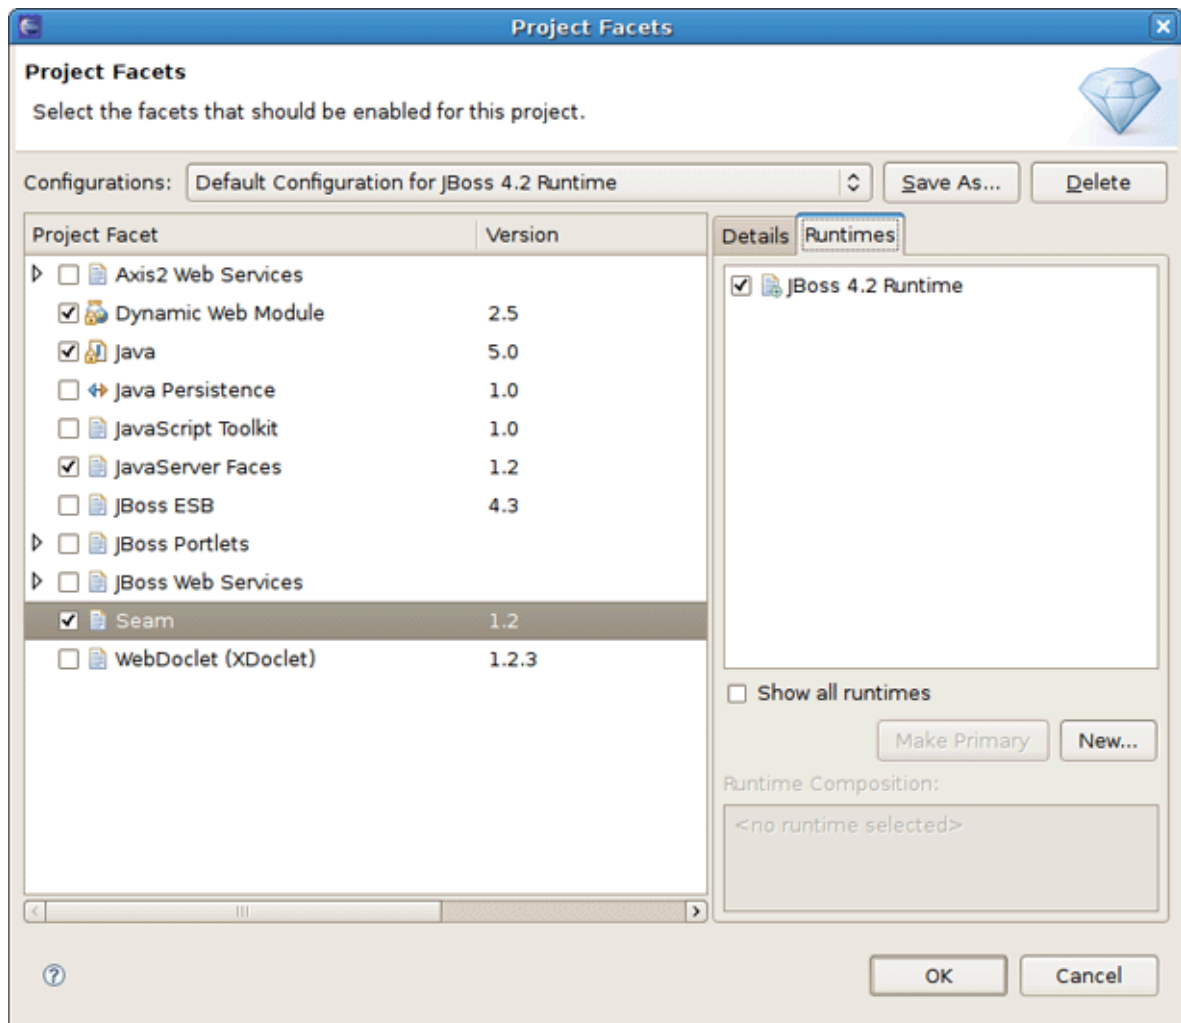 Project Facets
Project Facets
Select the facets that should be enabled for this project.
Configurations: Default Configuration for JBoss 4.2 Runtime Save As... Delete
Project Facet Version
Details Runtimes
Axis2 Web Services
Dynamic Web Module 2.5
Java 5.0
Java Persistence 1.0
JavaScript Toolkit 1.0
JavaServer Faces 1.2
JBoss ESB 4.3
JBoss Portlets
JBoss Web Services
Seam 1.2
WebDoclet (XDoclet) 1.2.3
JBoss 4.2 Runtime
Show all runtimes
Make Primary New...
Runtime Composition:
<no runtime selected>
OK Cancel